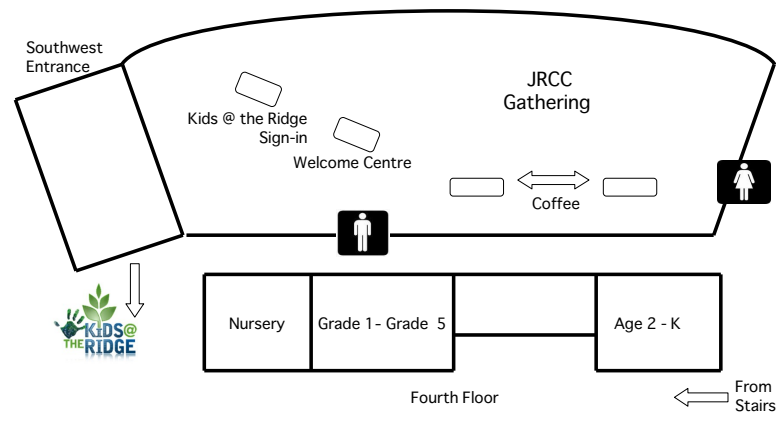 Southwest
Entrance
JRCC
Gathering
Kids @ the Ridge
Sign-in
Welcome Centre
Coffee
KIDS@
THE RIDGE
Nursery
Grade 1 - Grade 5
Age 2 - K
Fourth Floor
From
Stairs